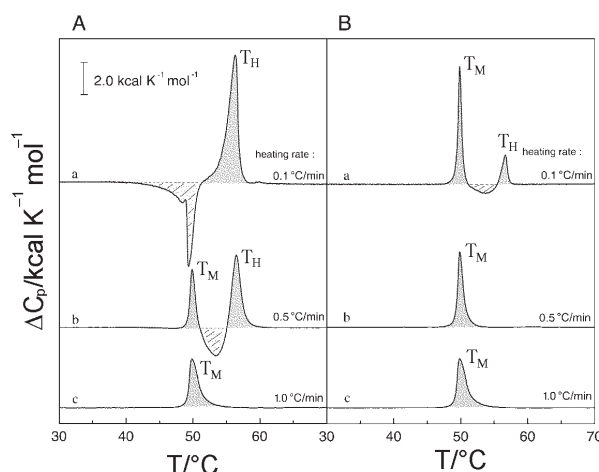 A
B
T_H
2.0 kcal K⁻¹ mol⁻¹
heating rate :
a
0.1 °C/min
T_M
T_H
heating rate :
a
0.1 °C/min
ΔC_p/kcal K⁻¹ mol⁻¹
T_M
T_H
b
0.5 °C/min
T_M
b
0.5 °C/min
T_M
c
1.0 °C/min
T_M
c
1.0 °C/min
30 40 50 60 30 40 50 60 70
T/°C
T/°C